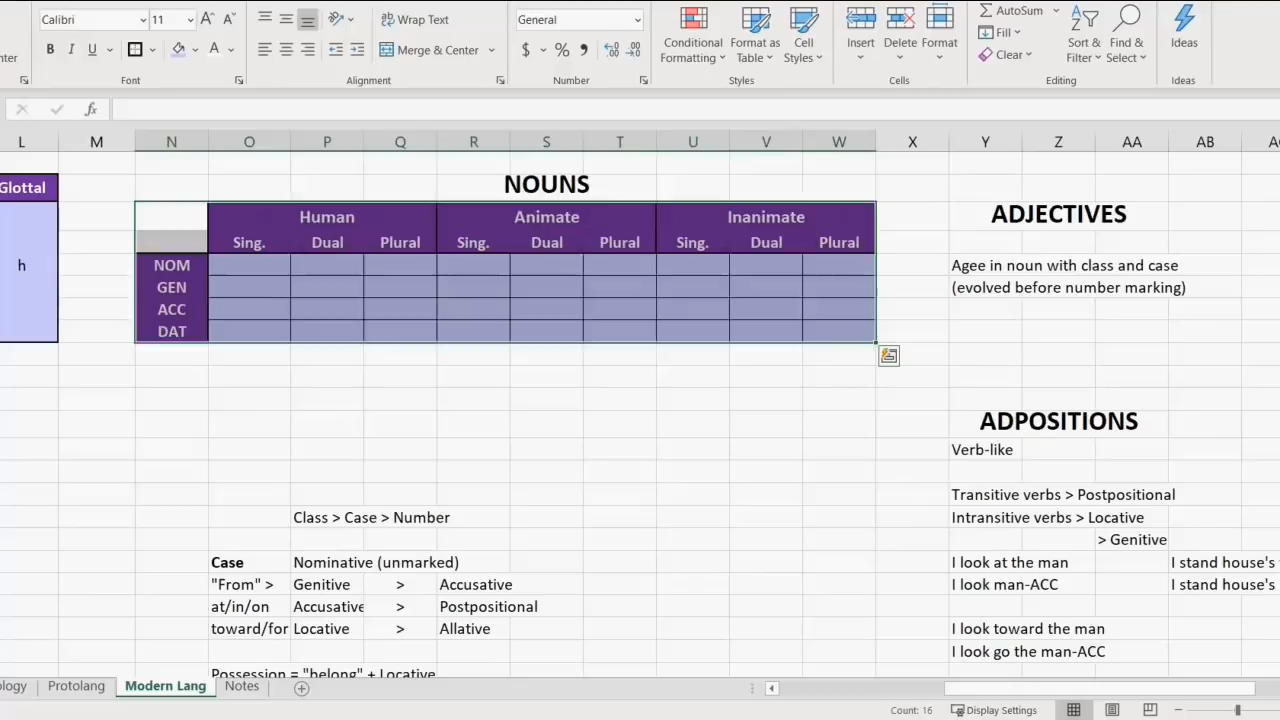 Calibri 11 Wrap Text General Conditional Format as Cell Insert Delete Format AutoSum Sort & Find & Ideas
Fill
B I U A Merge & Center $ % Formatting Table Styles Clear Filter Select
Font Alignment Number Styles Cells Editing Ideas
fx
L M N O P Q R S T U V W X Y Z AA AB
Glottal
h
NOUNS
Human Animate Inanimate
Sing. Dual Plural Sing. Dual Plural Sing. Dual Plural
NOM
GEN
ACC
DAT
ADJECTIVES
Agee in noun with class and case
(evolved before number marking)
ADPOSITIONS
Verb-like
Transitive verbs > Postpositional
Intransitive verbs > Locative
> Genitive
I look at the man I stand house's
I look man-ACC I stand house's
I look toward the man
I look go the man-ACC
Class > Case > Number
Case Nominative (unmarked)
"From" > Genitive > Accusative
at/in/on Accusative > Postpositional
toward/for Locative > Allative
Possession = "belong" + Locative
ology Protolang Modern Lang Notes
Count: 16 Display Settings